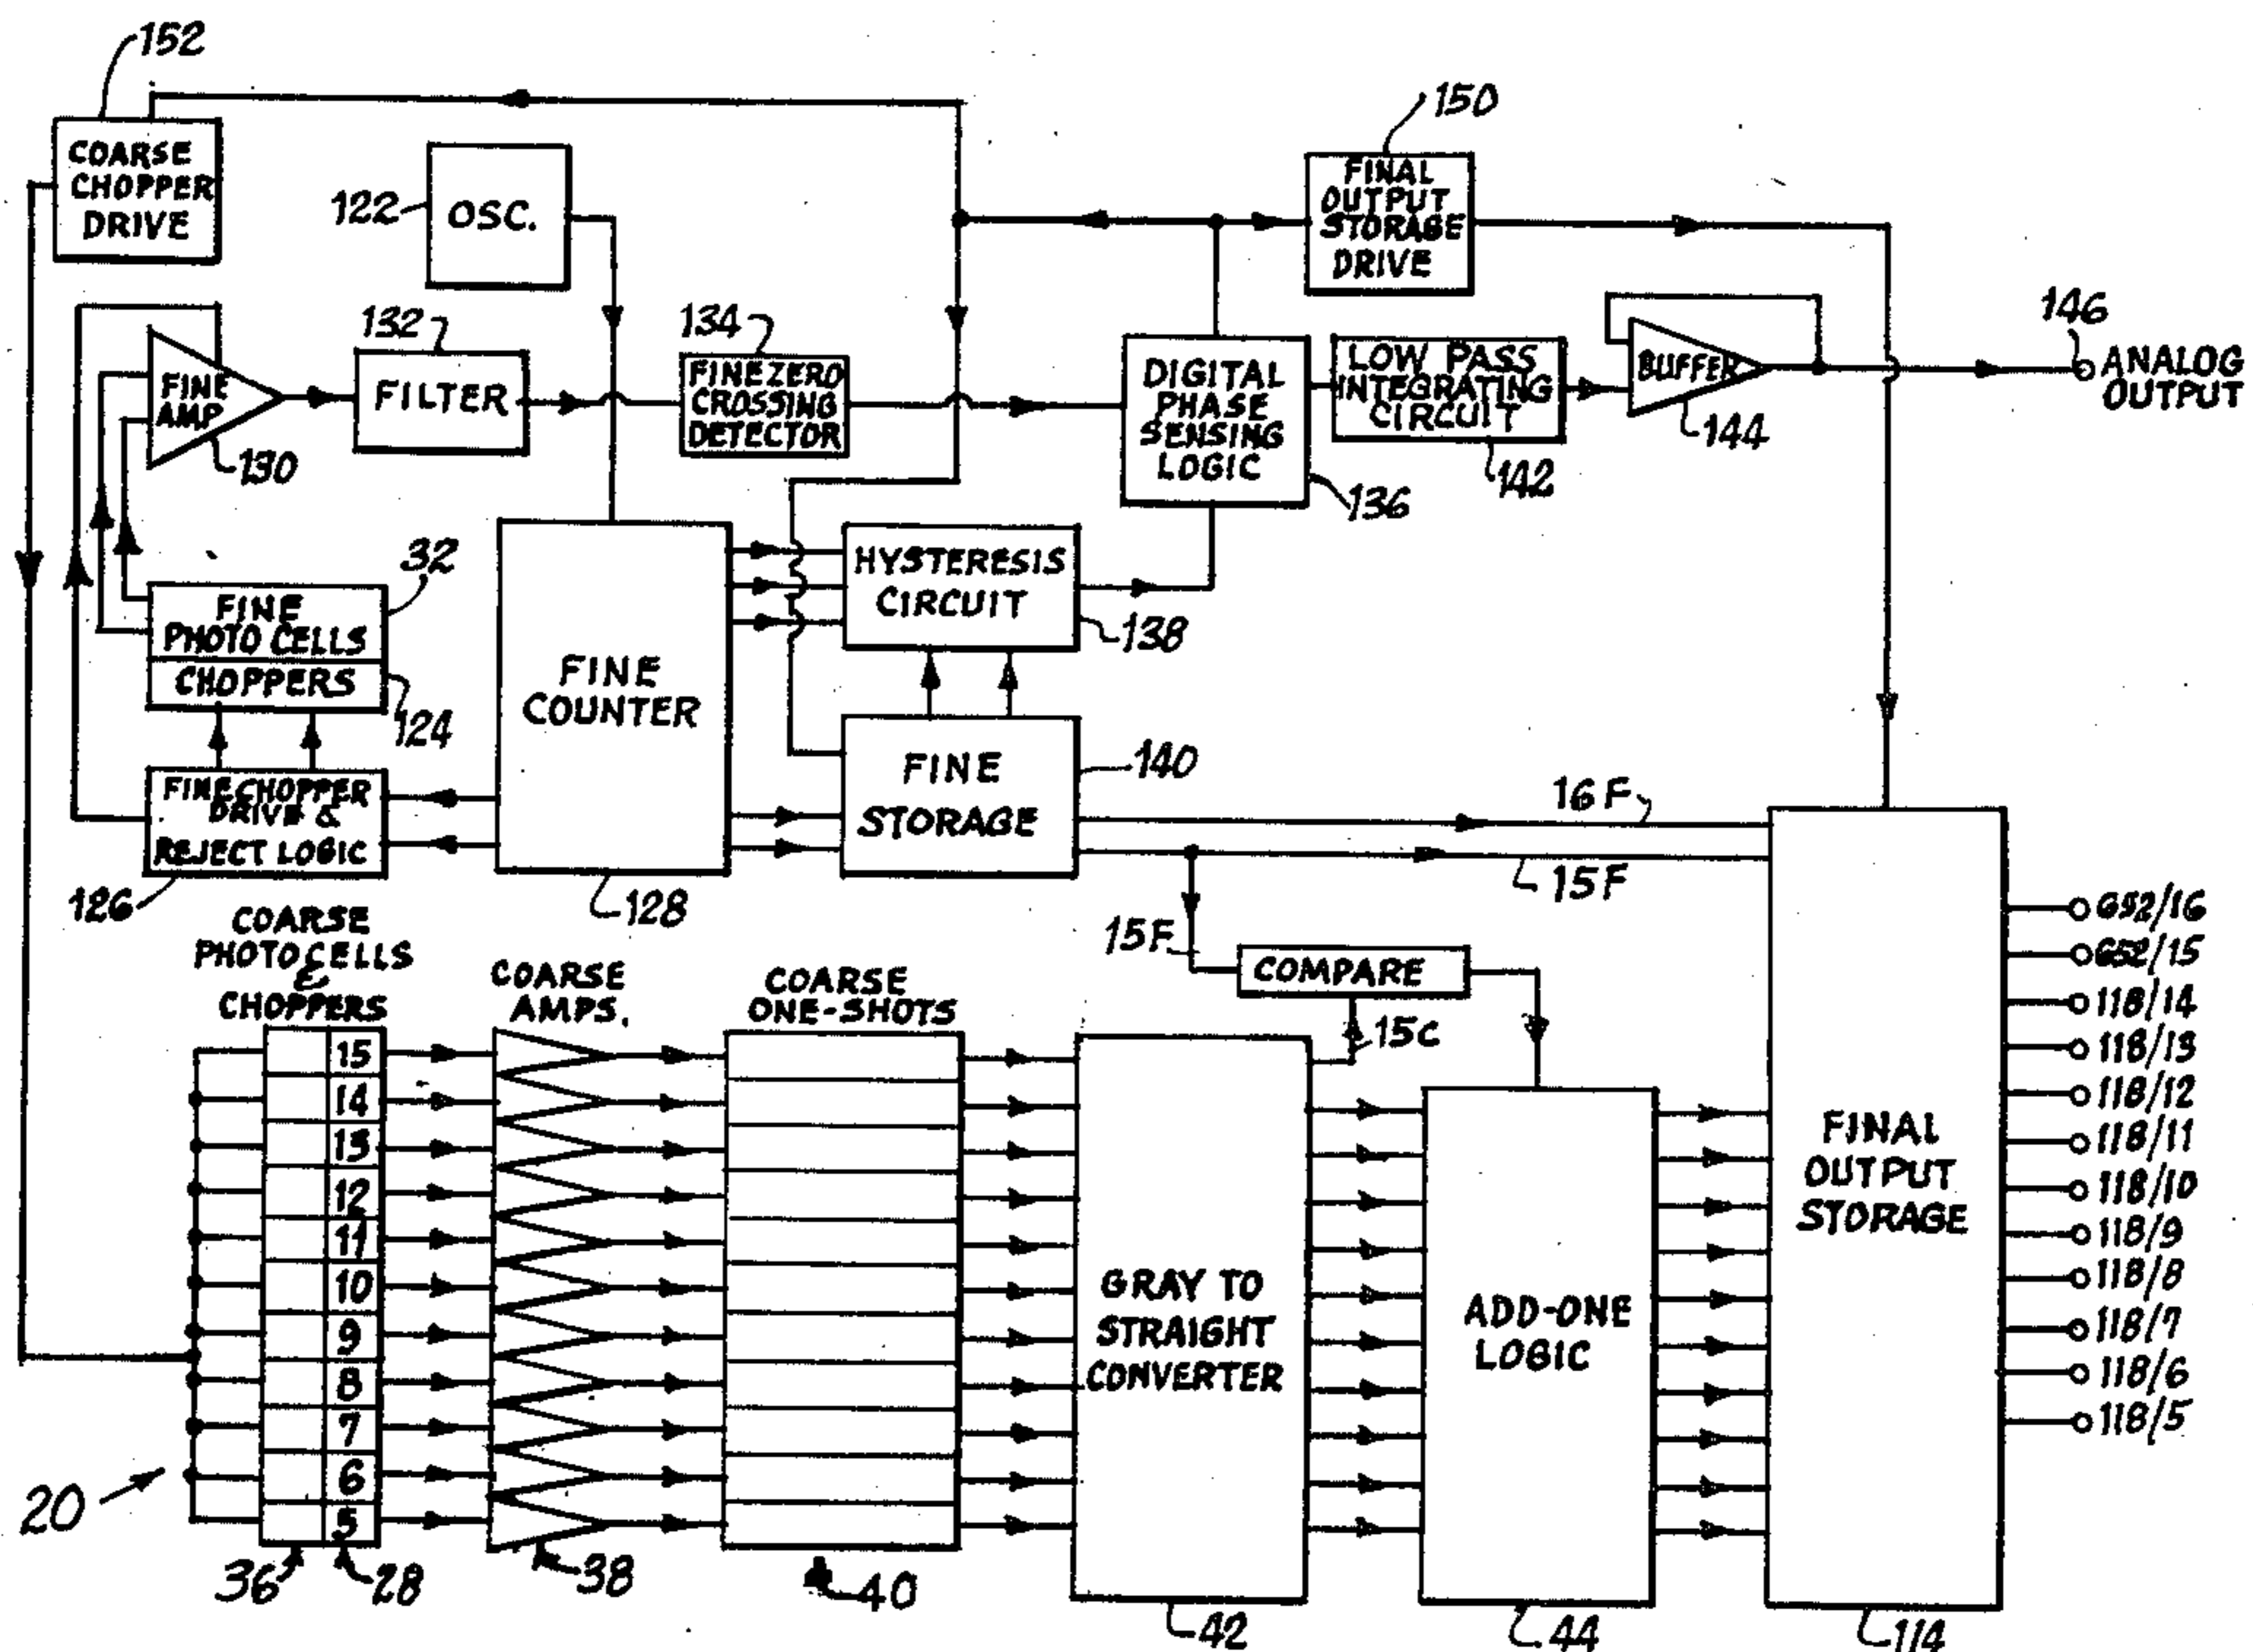 152
COARSE
CHOPPER
DRIVE
122
OSC.
150
FINAL
OUTPUT
STORAGE
DRIVE
FINE
AMP
130
132
FILTER
134
FINE ZERO
CROSSING
DETECTOR
DIGITAL
PHASE
SENSING
LOGIC
136
LOW PASS
INTEGRATING
CIRCUIT
142
BUFFER
144
146
ANALOG
OUTPUT
32
FINE
PHOTO CELLS
CHOPPERS
124
FINE CHOPPER
DRIVE &
REJECT LOGIC
126
FINE
COUNTER
128
HYSTERESIS
CIRCUIT
138
FINE
STORAGE
140
16F
15F
15F
COMPARE
15C
COARSE
PHOTOCELLS
&
CHOPPERS
COARSE
AMPS.
COARSE
ONE-SHOTS
15
14
13
12
11
10
9
8
7
6
5
20
36
28
38
40
GRAY TO
STRAIGHT
CONVERTER
42
ADD-ONE
LOGIC
44
FINAL
OUTPUT
STORAGE
114
G52/16
G52/15
118/14
118/13
118/12
118/11
118/10
118/9
118/8
118/7
118/6
118/5